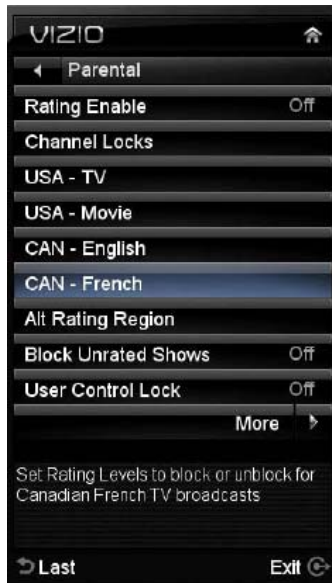 VIZIO
Parental
Rating Enable Off
Channel Locks
USA - TV
USA - Movie
CAN - English
CAN - French
Alt Rating Region
Block Unrated Shows Off
User Control Lock Off
More
Set Rating Levels to block or unblock for
Canadian French TV broadcasts
Last Exit